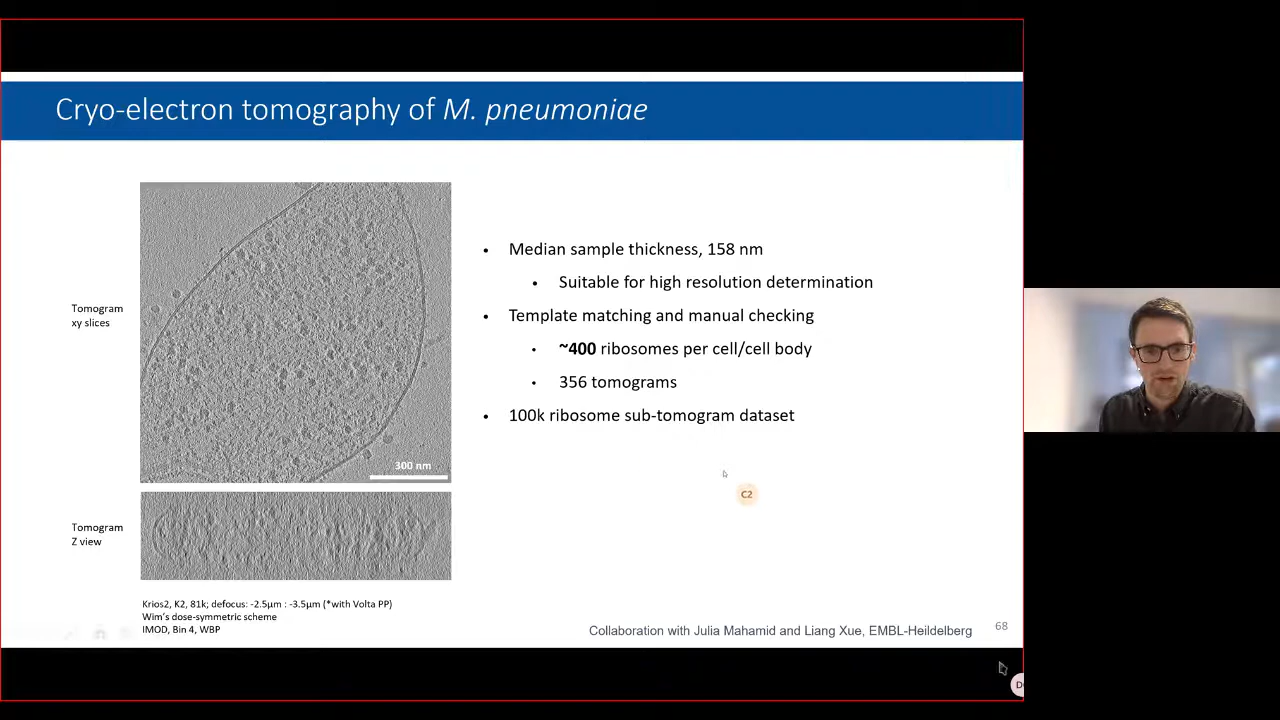 Cryo-electron tomography of M. pneumoniae
Tomogram
xy slices
300 nm
Tomogram
Z view
Krios2, K2, 81k; defocus: -2.5µm : -3.5µm (*with Volta PP)
Wim's dose-symmetric scheme
IMOD, Bin 4, WBP
• Median sample thickness, 158 nm
• Suitable for high resolution determination
• Template matching and manual checking
• ~400 ribosomes per cell/cell body
• 356 tomograms
• 100k ribosome sub-tomogram dataset
C2
Collaboration with Julia Mahamid and Liang Xue, EMBL-Heildelberg
68